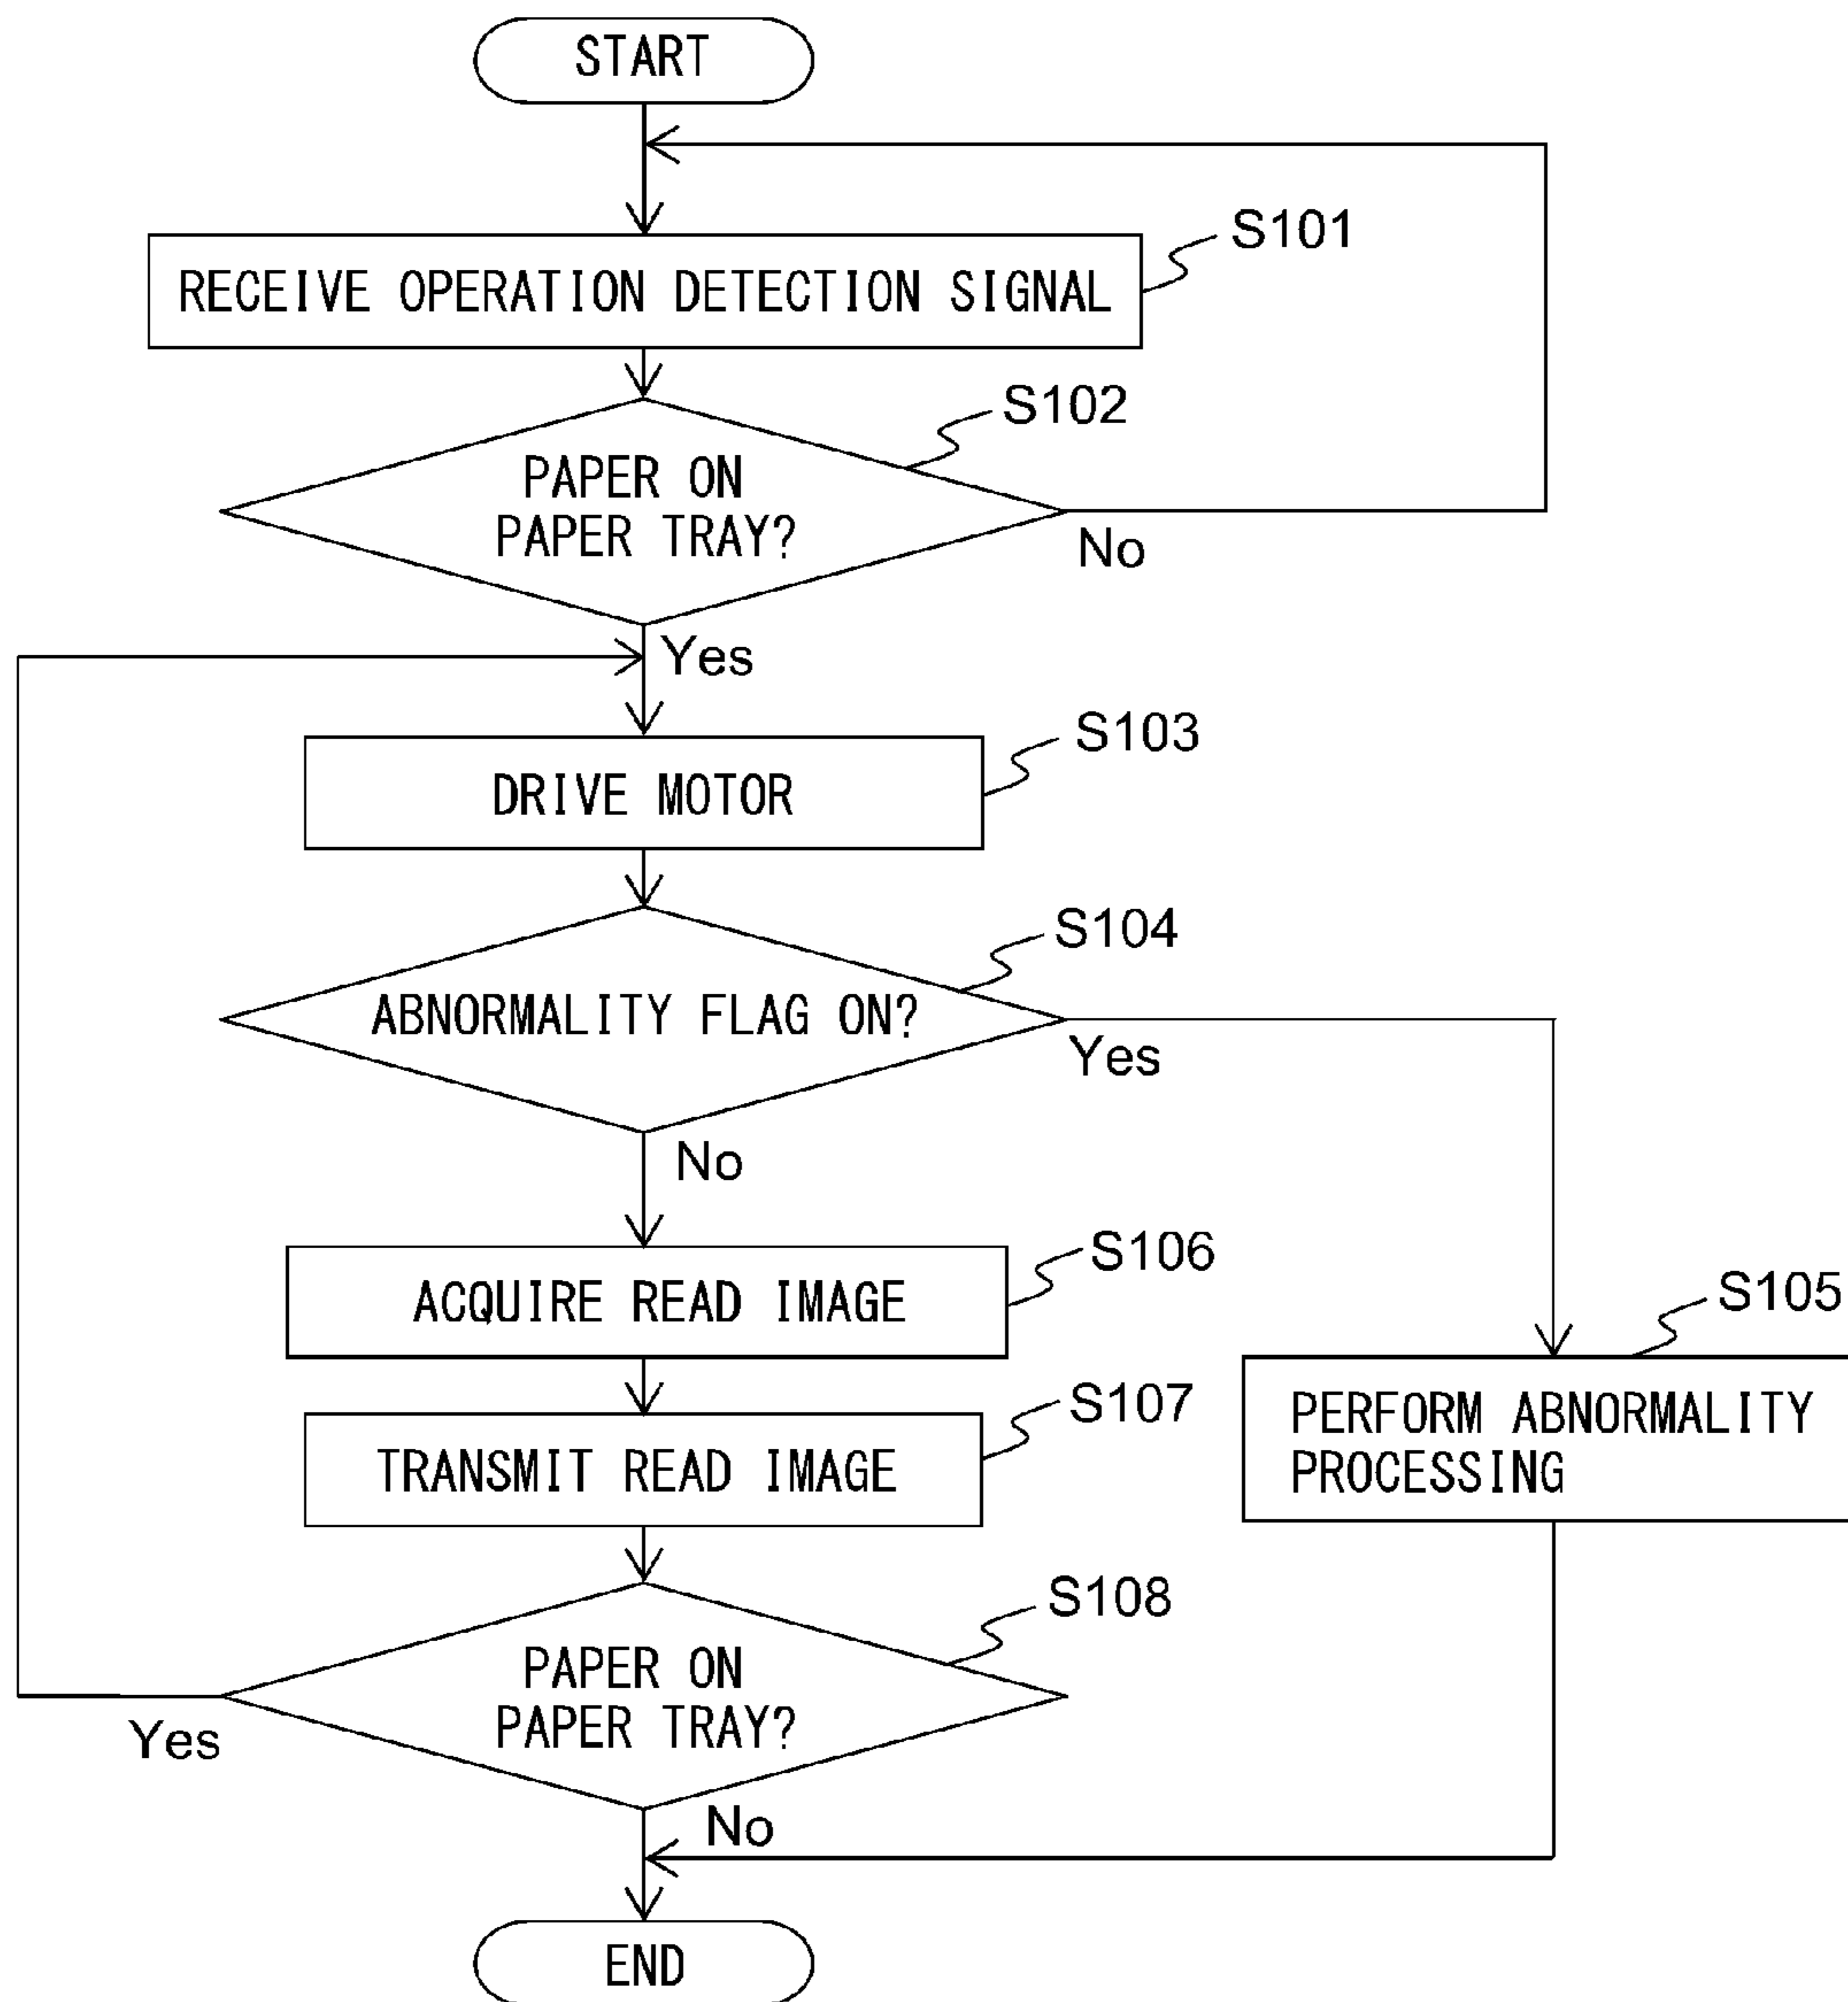 START
S101
RECEIVE OPERATION DETECTION SIGNAL
S102
PAPER ON
PAPER TRAY?
No
Yes
S103
DRIVE MOTOR
S104
ABNORMALITY FLAG ON?
Yes
No
S106
ACQUIRE READ IMAGE
S105
PERFORM ABNORMALITY
PROCESSING
S107
TRANSMIT READ IMAGE
S108
PAPER ON
PAPER TRAY?
Yes
No
END